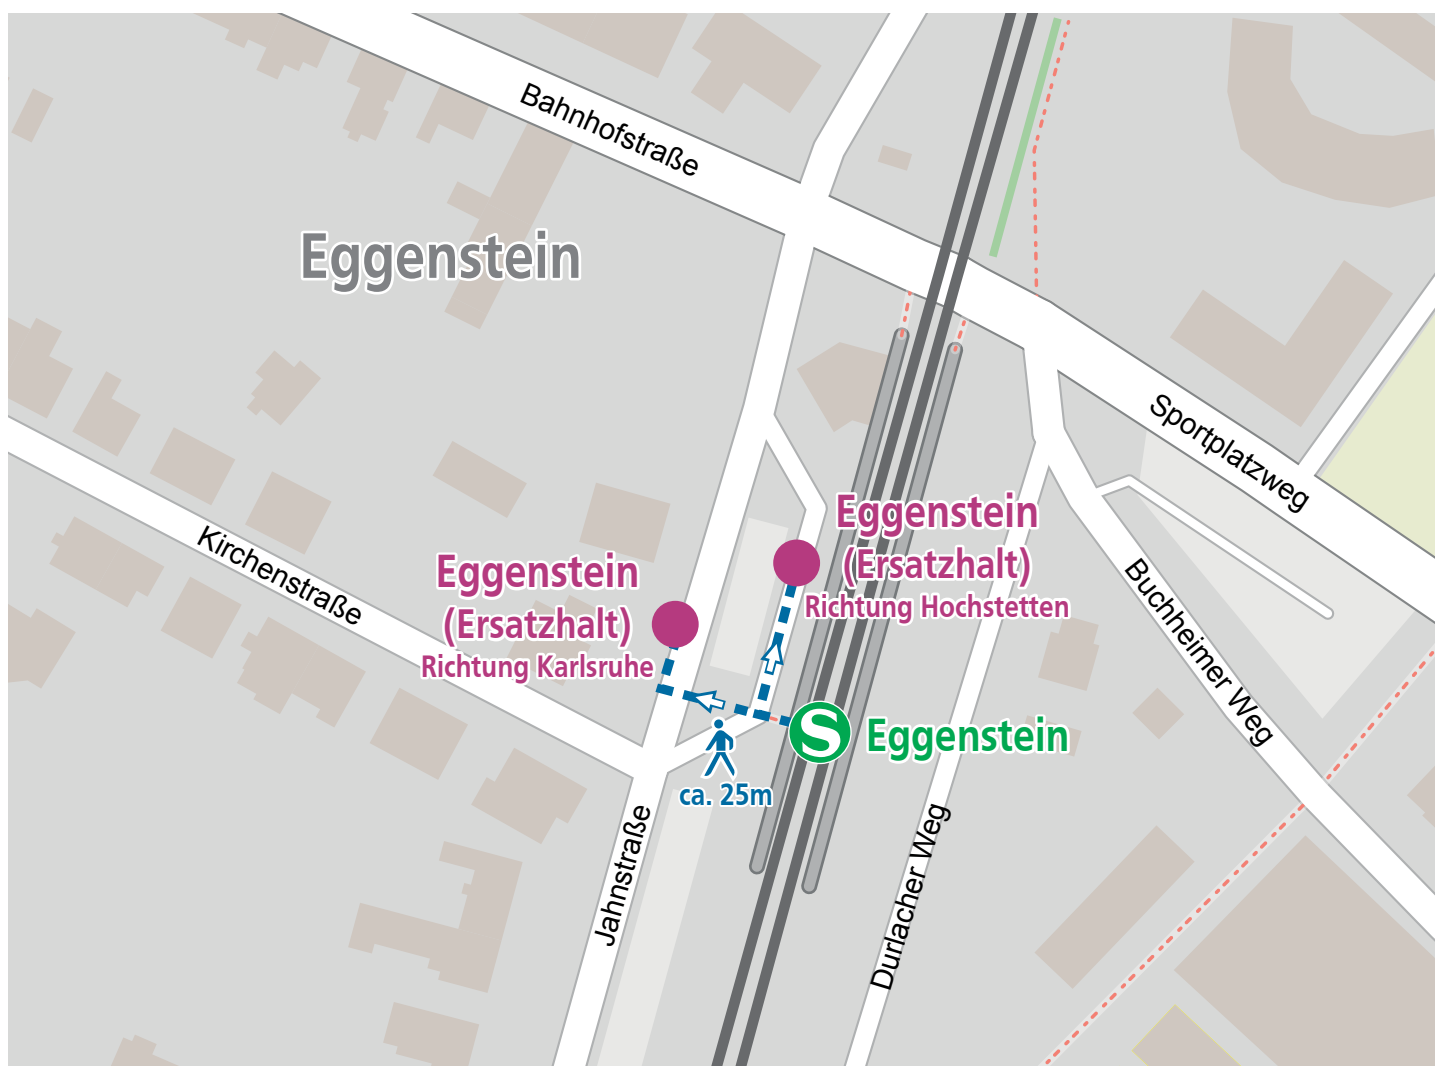 Bahnhofstraße
Eggenstein
Sportplatzweg
Eggenstein
(Ersatzhalt)
Richtung Hochstetten
Kirchenstraße
Eggenstein
(Ersatzhalt)
Richtung Karlsruhe
Buchheimer Weg
S
Eggenstein
ca. 25m
Jahnstraße
Durlacher Weg